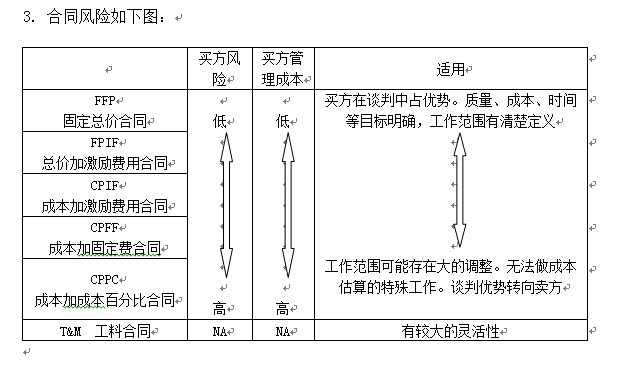 3. 合同风险如下图：
买方风险 买方管理成本 适用
FFP
固定总价合同
低 低
买方在谈判中占优势。质量、成本、时间
等目标明确，工作范围有清楚定义
FPIF
总价加激励费用合同
CPIF
成本加激励费用合同
CPFF
成本加固定费合同
CPPC
成本加成本百分比合同
高 高
工作范围可能存在大的调整。无法做成本
估算的特殊工作。谈判优势转向卖方
T&M 工料合同 NA NA 有较大的灵活性